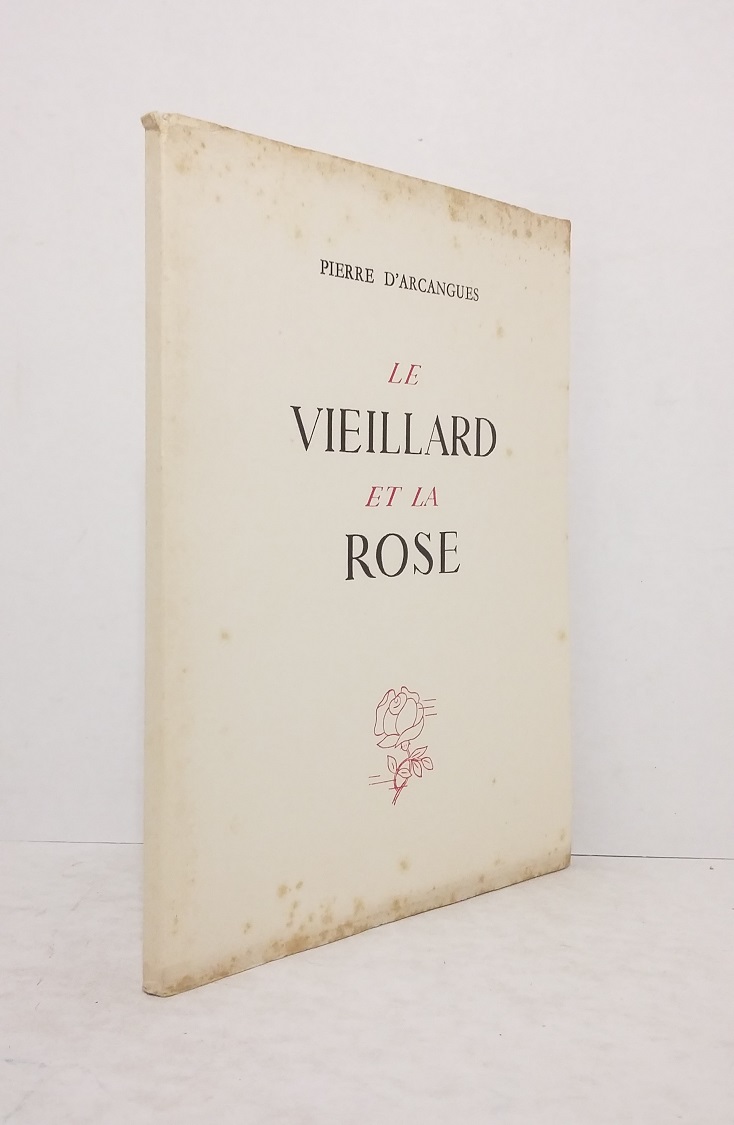 PIERRE D'ARCANGUES
LE
VIEILLARD
ET LA
ROSE